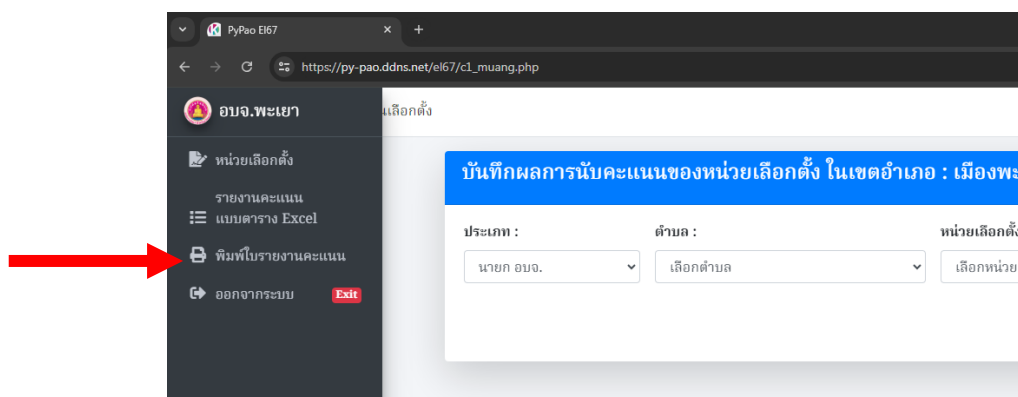 PyPao El67
https://py-pao.ddns.net/el67/c1_muang.php
อบจ.พะเยา
เลือกตั้ง
หน่วยเลือกตั้ง
บันทึกผลการนับคะแนนของหน่วยเลือกตั้ง ในเขตอำเภอ : เมืองพะ
รายงานคะแนน
แบบตาราง Excel
ประเภท :
ตำบล :
หน่วยเลือกตั้ง
พิมพ์ใบรายงานคะแนน
นายก อบจ.
เลือกตำบล
เลือกหน่วย
ออกจากระบบ
Exit